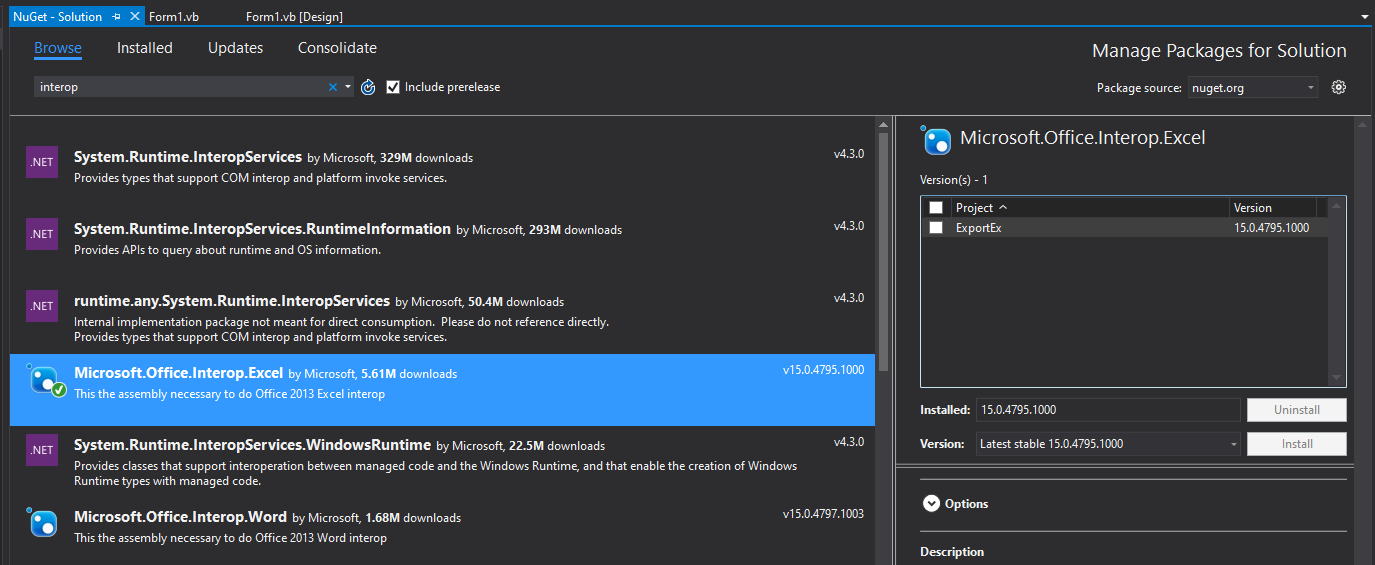 NuGet - Solution
Form1.vb
Form1.vb [Design]
Browse
Installed
Updates
Consolidate
Manage Packages for Solution
interop
Include prerelease
Package source:
nuget.org
.NET
System.Runtime.InteropServices by Microsoft, 329M downloads
v4.3.0
Provides types that support COM interop and platform invoke services.
.NET
System.Runtime.InteropServices.RuntimeInformation by Microsoft, 293M downloads
v4.3.0
Provides APIs to query about runtime and OS information.
.NET
runtime.any.System.Runtime.InteropServices by Microsoft, 50.4M downloads
v4.3.0
Internal implementation package not meant for direct consumption. Please do not reference directly.
Provides types that support COM interop and platform invoke services.
Microsoft.Office.Interop.Excel by Microsoft, 5.61M downloads
v15.0.4795.1000
This the assembly necessary to do Office 2013 Excel interop
.NET
System.Runtime.InteropServices.WindowsRuntime by Microsoft, 22.5M downloads
v4.3.0
Provides classes that support interoperation between managed code and the Windows Runtime, and that enable the creation of Windows
Runtime types with managed code.
Microsoft.Office.Interop.Word by Microsoft, 1.68M downloads
v15.0.4797.1003
This the assembly necessary to do Office 2013 Word interop
Microsoft.Office.Interop.Excel
Version(s) - 1
Project
Version
ExportEx
15.0.4795.1000
Installed:
15.0.4795.1000
Uninstall
Version:
Latest stable 15.0.4795.1000
Install
Options
Description